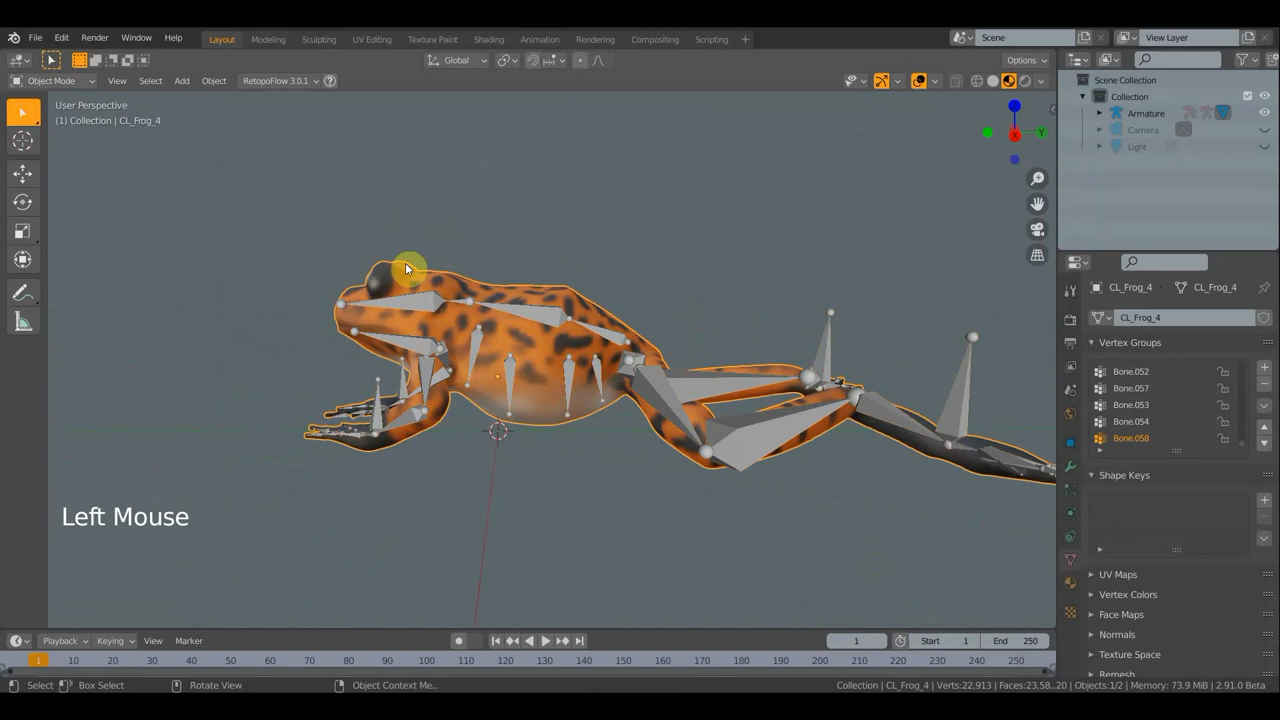 File Edit Render Window Help Layout Modeling Sculpting UV Editing Texture Paint Shading Animation Rendering Compositing Scripting + Scene View Layer
Global Options
Object Mode View Select Add Object RetopoFlow 3.0.1
User Perspective
(1) Collection | CL_Frog_4
Scene Collection
Collection
Armature
Camera
Light
X
Y
CL_Frog_4 CL_Frog_4
CL_Frog_4
Vertex Groups
Bone.052
Bone.057
Bone.053
Bone.054
Bone.058
Shape Keys
UV Maps
Vertex Colors
Face Maps
Normals
Texture Space
Remesh
Left Mouse
Playback Keying View Marker 1 Start 1 End 250
1 10 20 30 40 50 60 70 80 90 100 110 120 130 140 150 160 170 180 190 200 210 220 230 240 250
Select Box Select Rotate View Object Context Me... Collection | CL_Frog_4 | Verts:22,913 | Faces:23,58...20 | Objects:1/2 | Memory: 73.9 MiB | 2.91.0 Beta